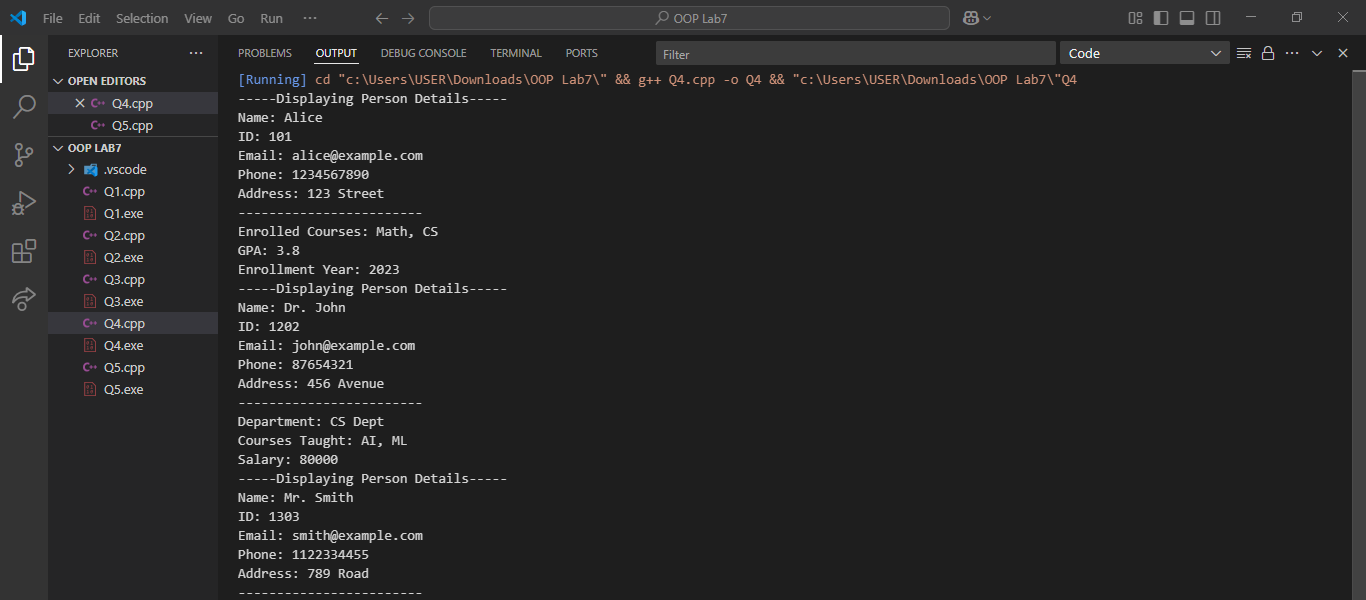 File Edit Selection View Go Run ··· OOP Lab7
EXPLORER ···
OPEN EDITORS
Q4.cpp
Q5.cpp
OOP LAB7
.vscode
Q1.cpp
Q1.exe
Q2.cpp
Q2.exe
Q3.cpp
Q3.exe
Q4.cpp
Q4.exe
Q5.cpp
Q5.exe
PROBLEMS OUTPUT DEBUG CONSOLE TERMINAL PORTS Filter Code
[Running] cd "c:\Users\USER\Downloads\OOP Lab7\" && g++ Q4.cpp -o Q4 && "c:\Users\USER\Downloads\OOP Lab7\"Q4
-----Displaying Person Details-----
Name: Alice
ID: 101
Email: alice@example.com
Phone: 1234567890
Address: 123 Street
------------------------
Enrolled Courses: Math, CS
GPA: 3.8
Enrollment Year: 2023
-----Displaying Person Details-----
Name: Dr. John
ID: 1202
Email: john@example.com
Phone: 87654321
Address: 456 Avenue
------------------------
Department: CS Dept
Courses Taught: AI, ML
Salary: 80000
-----Displaying Person Details-----
Name: Mr. Smith
ID: 1303
Email: smith@example.com
Phone: 1122334455
Address: 789 Road
------------------------